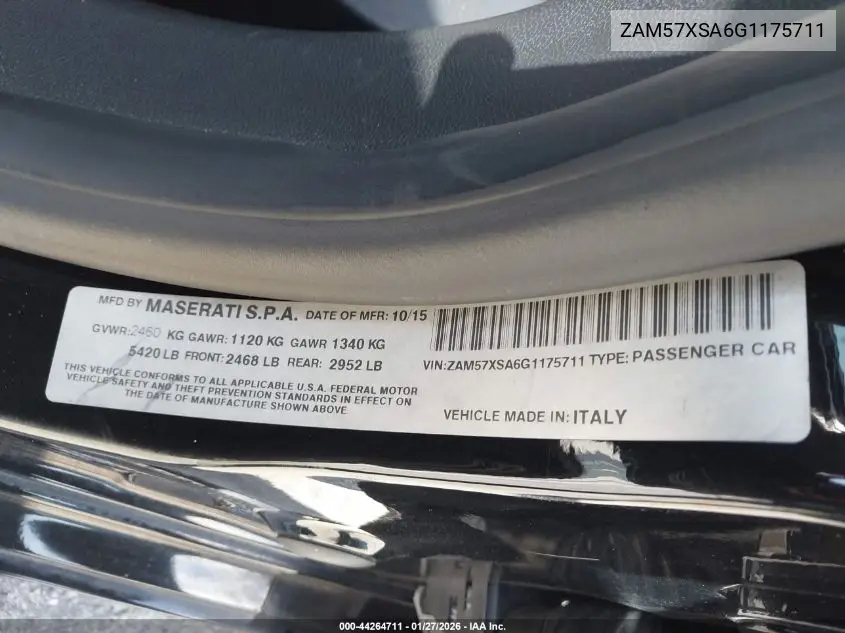 ZAM57XSA6G1175711
MFD BY MASERATI S.P.A. DATE OF MFR: 10/15
GVWR:2460 KG GAWR: 1120 KG GAWR 1340 KG
5420 LB FRONT: 2468 LB REAR: 2952 LB
THIS VEHICLE CONFORMS TO ALL APPLICABLE U.S.A. FEDERAL MOTOR
VEHICLE SAFETY AND THEFT PREVENTION STANDARDS IN EFFECT ON
THE DATE OF MANUFACTURE SHOWN ABOVE
VIN:ZAM57XSA6G1175711 TYPE: PASSENGER CAR
VEHICLE MADE IN: ITALY
000-44264711 - 01/27/2026 - IAA Inc.